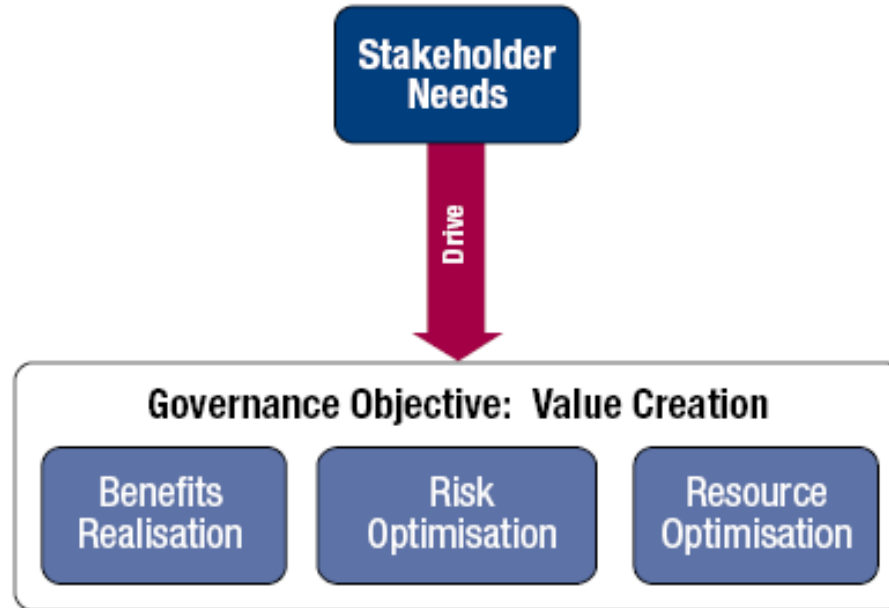 Stakeholder
Needs
Drive
Governance Objective:  Value Creation
Benefits
Realisation
Risk
Optimisation
Resource
Optimisation